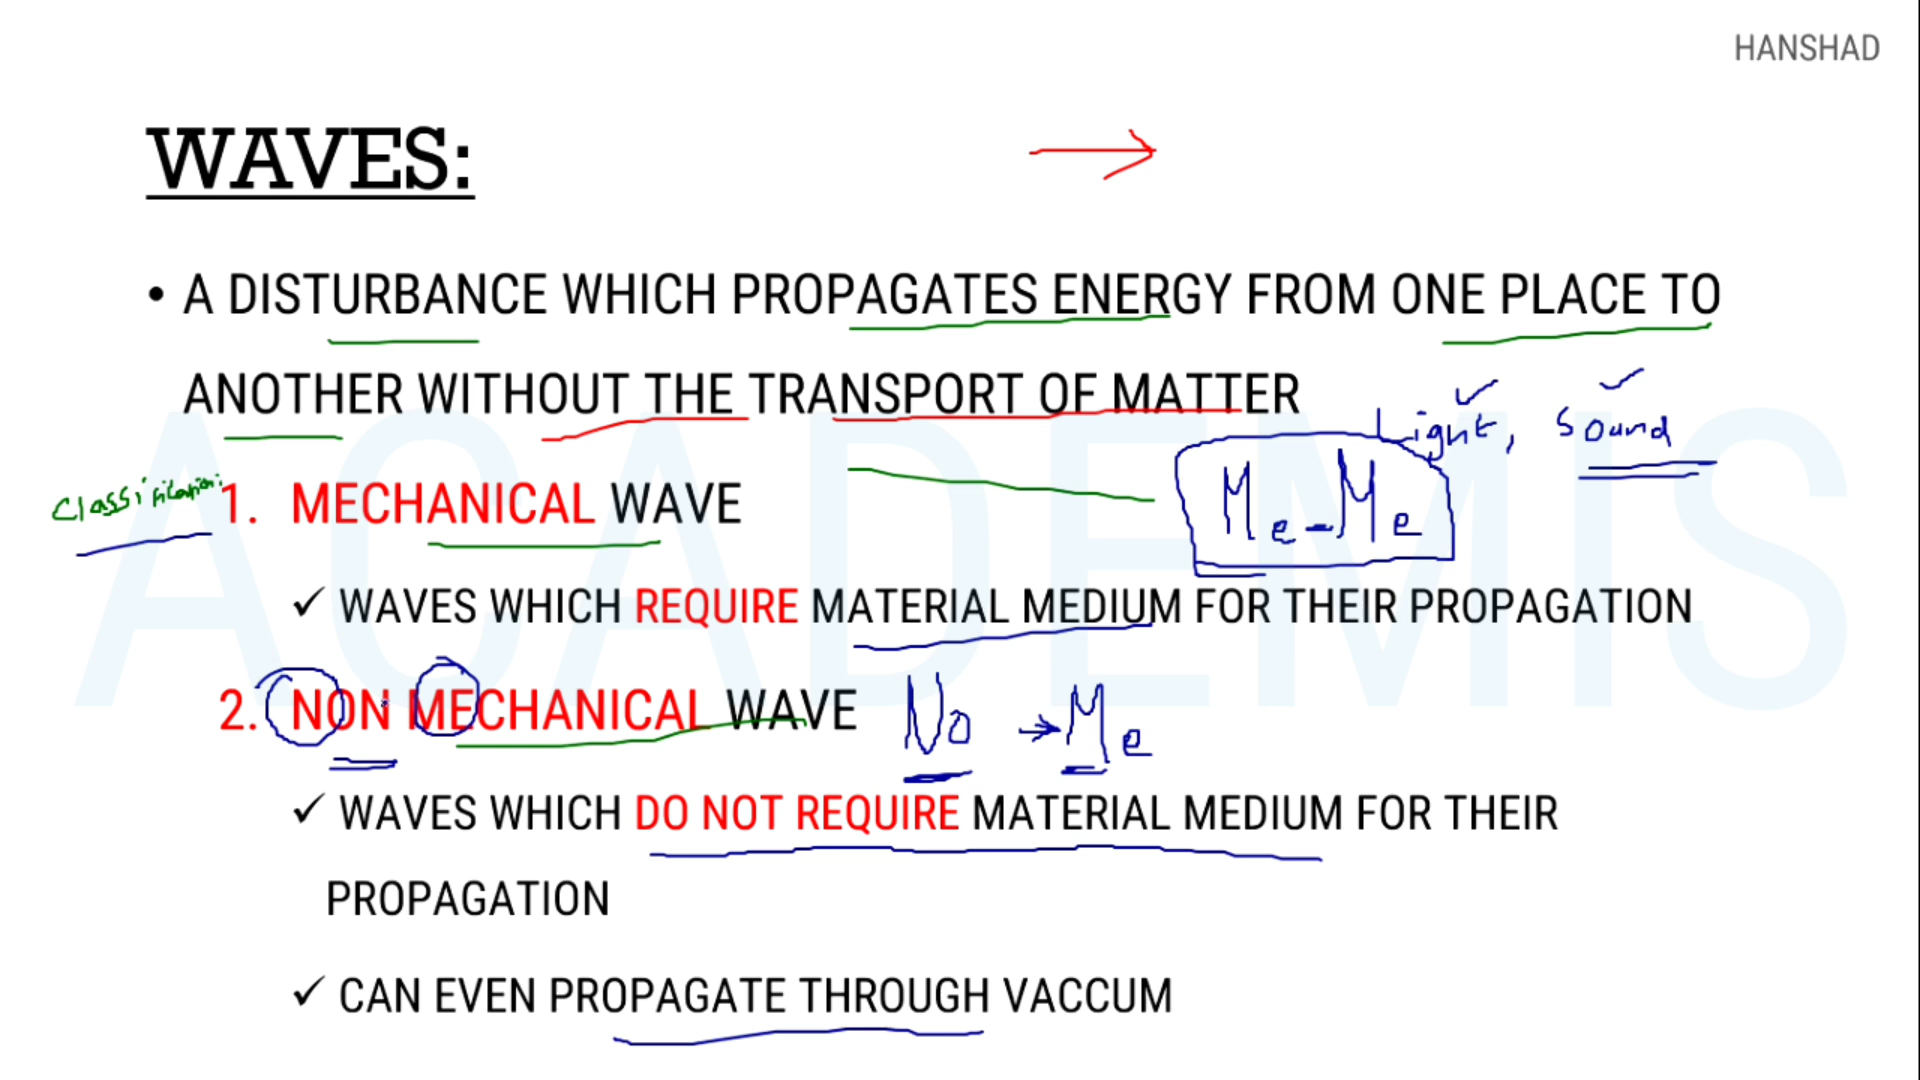 HANSHAD
WAVES:
• A DISTURBANCE WHICH PROPAGATES ENERGY FROM ONE PLACE TO
ANOTHER WITHOUT THE TRANSPORT OF MATTER
Light, Sound
Classification:
1. MECHANICAL WAVE
Me-Me
✓ WAVES WHICH REQUIRE MATERIAL MEDIUM FOR THEIR PROPAGATION
2. NON MECHANICAL WAVE No → Me
✓ WAVES WHICH DO NOT REQUIRE MATERIAL MEDIUM FOR THEIR
PROPAGATION
✓ CAN EVEN PROPAGATE THROUGH VACCUM
ACADEMIS